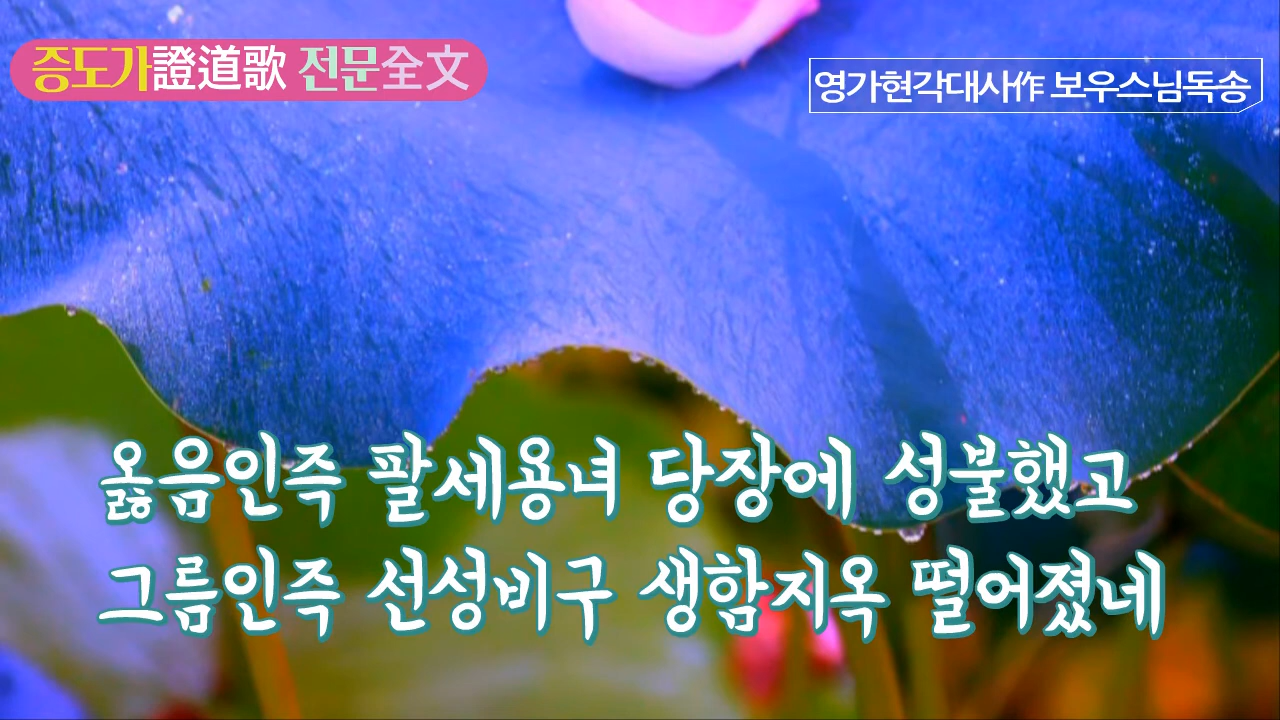 증도가證道歌 전문全文
영가현각대사作 보우스님독송
옳음인즉 팔세용녀 당장에 성불했고
그름인즉 선성비구 생함지옥 떨어졌네